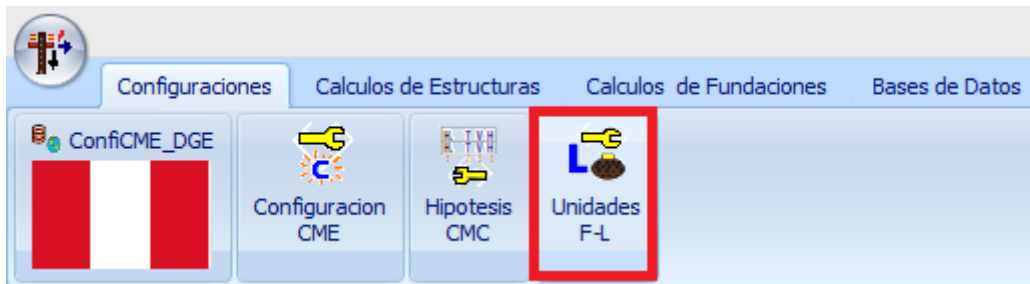 Configuraciones
Calculos de Estructuras
Calculos de Fundaciones
Bases de Datos
ConfiCME_DGE
Configuracion
CME
Hipotesis
CMC
Unidades
F-L